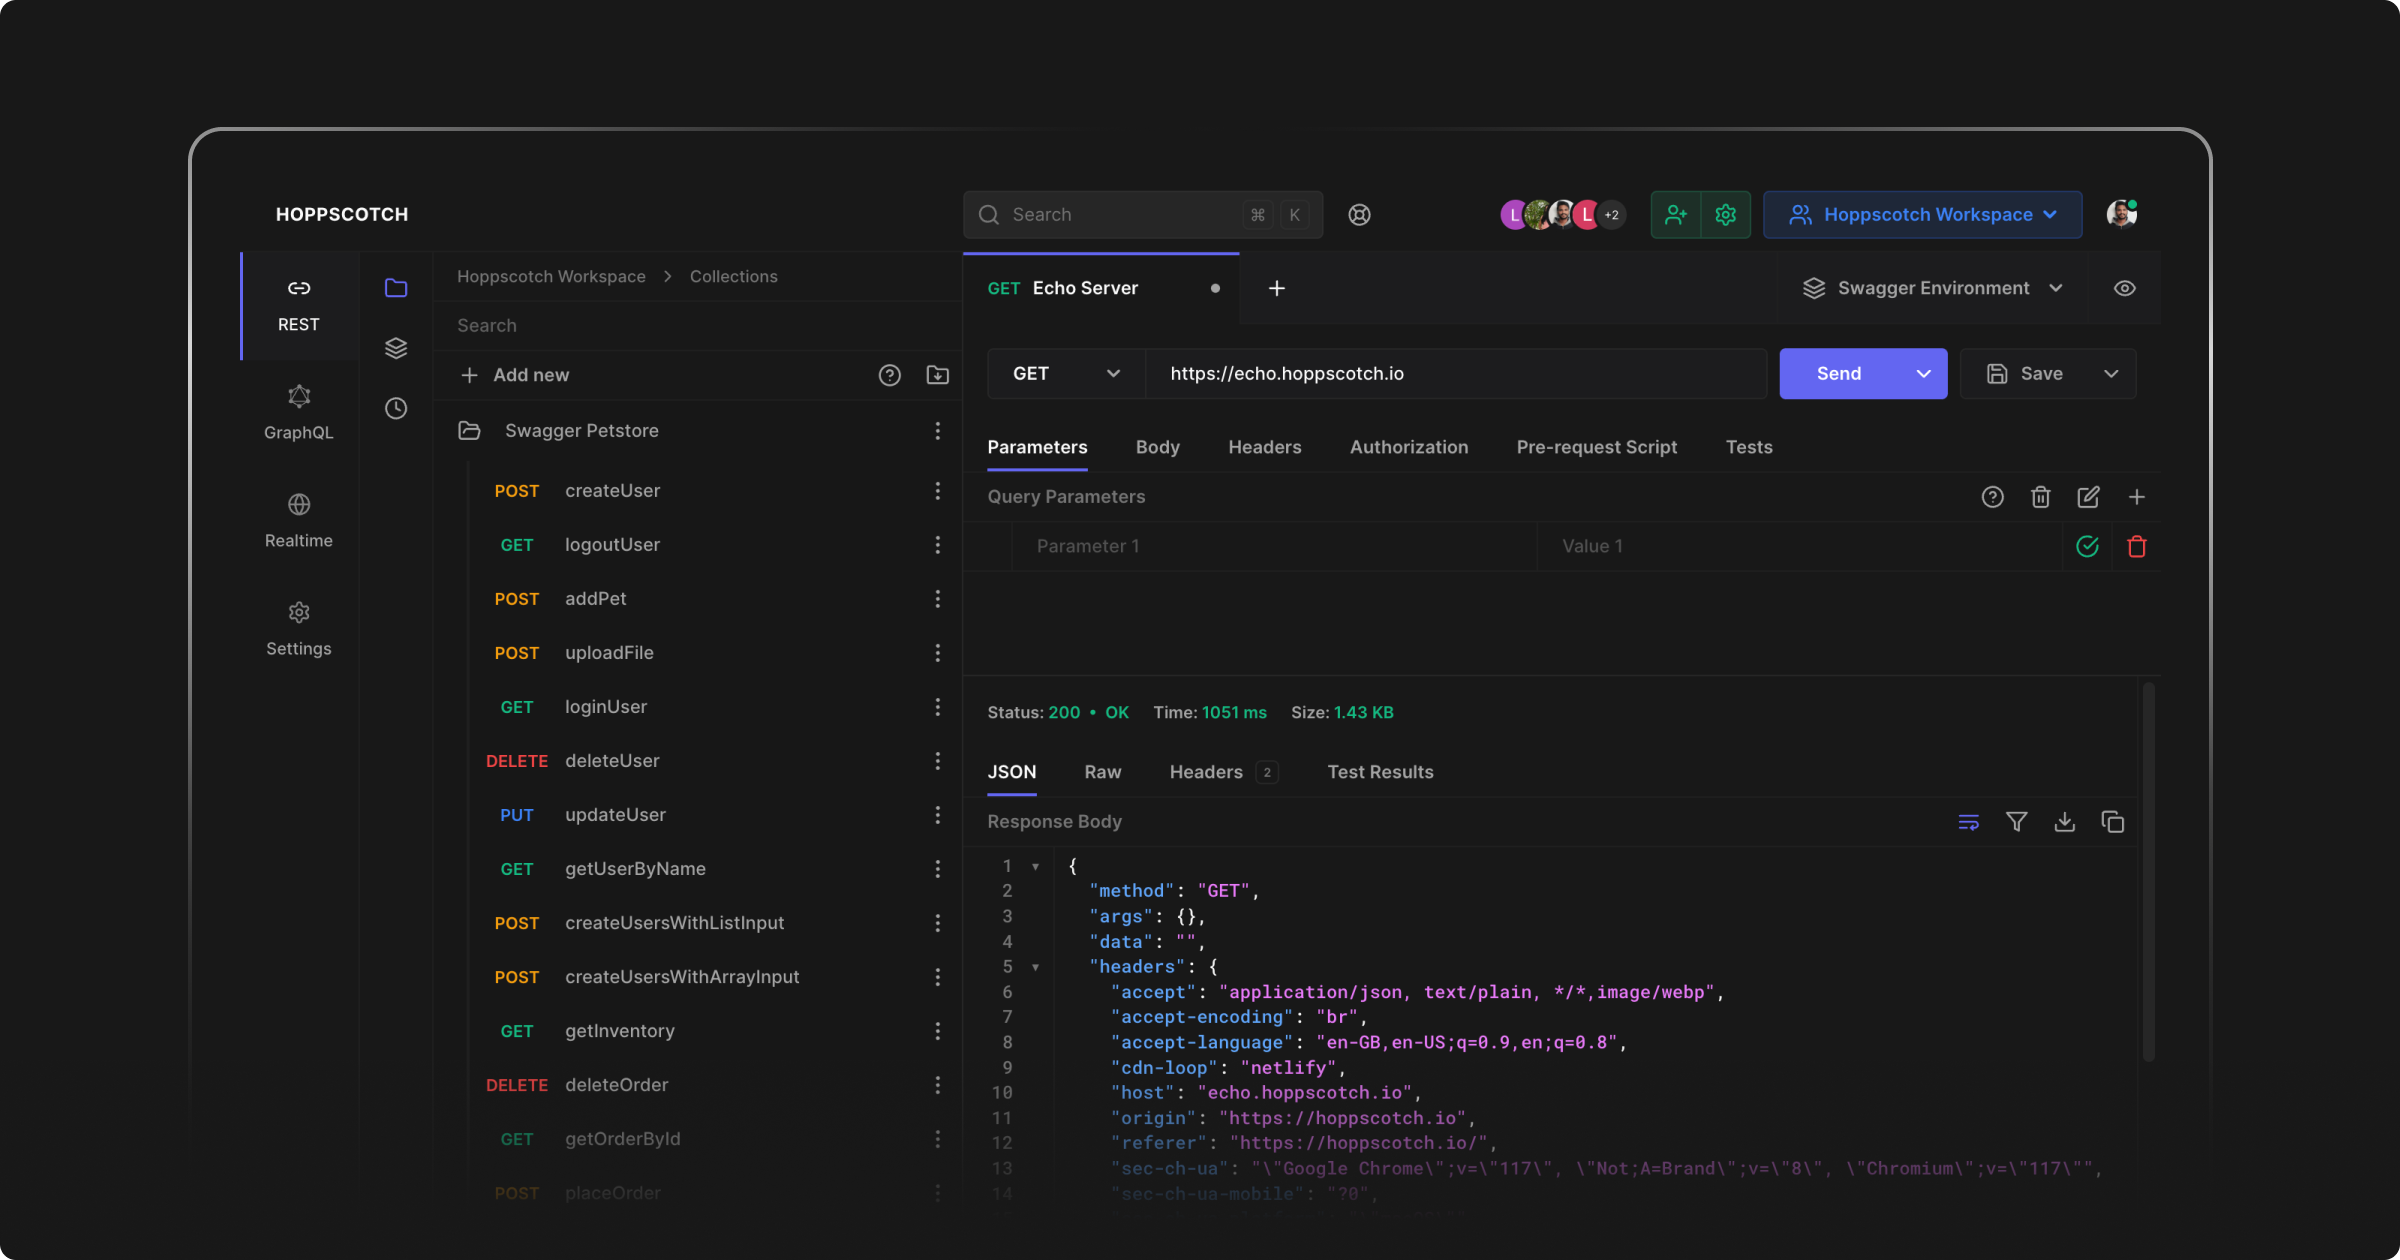 HOPPSCOTCH
Search ⌘ K
L L +2
Hoppscotch Workspace
REST
GraphQL
Realtime
Settings
Hoppscotch Workspace > Collections
Search
+ Add new
Swagger Petstore
POST createUser
GET logoutUser
POST addPet
POST uploadFile
GET loginUser
DELETE deleteUser
PUT updateUser
GET getUserByName
POST createUsersWithListInput
POST createUsersWithArrayInput
GET getInventory
DELETE deleteOrder
GET getOrderById
POST placeOrder
GET Echo Server
Swagger Environment
GET https://echo.hoppscotch.io Send Save
Parameters Body Headers Authorization Pre-request Script Tests
Query Parameters
Parameter 1 Value 1
Status: 200 • OK Time: 1051 ms Size: 1.43 KB
JSON Raw Headers 2 Test Results
Response Body
1 {
2 "method": "GET",
3 "args": {},
4 "data": "",
5 "headers": {
6 "accept": "application/json, text/plain, */*,image/webp",
7 "accept-encoding": "br",
8 "accept-language": "en-GB,en-US;q=0.9,en;q=0.8",
9 "cdn-loop": "netlify",
10 "host": "echo.hoppscotch.io",
11 "origin": "https://hoppscotch.io",
12 "referer": "https://hoppscotch.io/",
13 "sec-ch-ua": "\"Google Chrome\";v=\"117\", \"Not;A=Brand\";v=\"8\", \"Chromium\";v=\"117\"",
14 "sec-ch-ua-mobile": "?0",